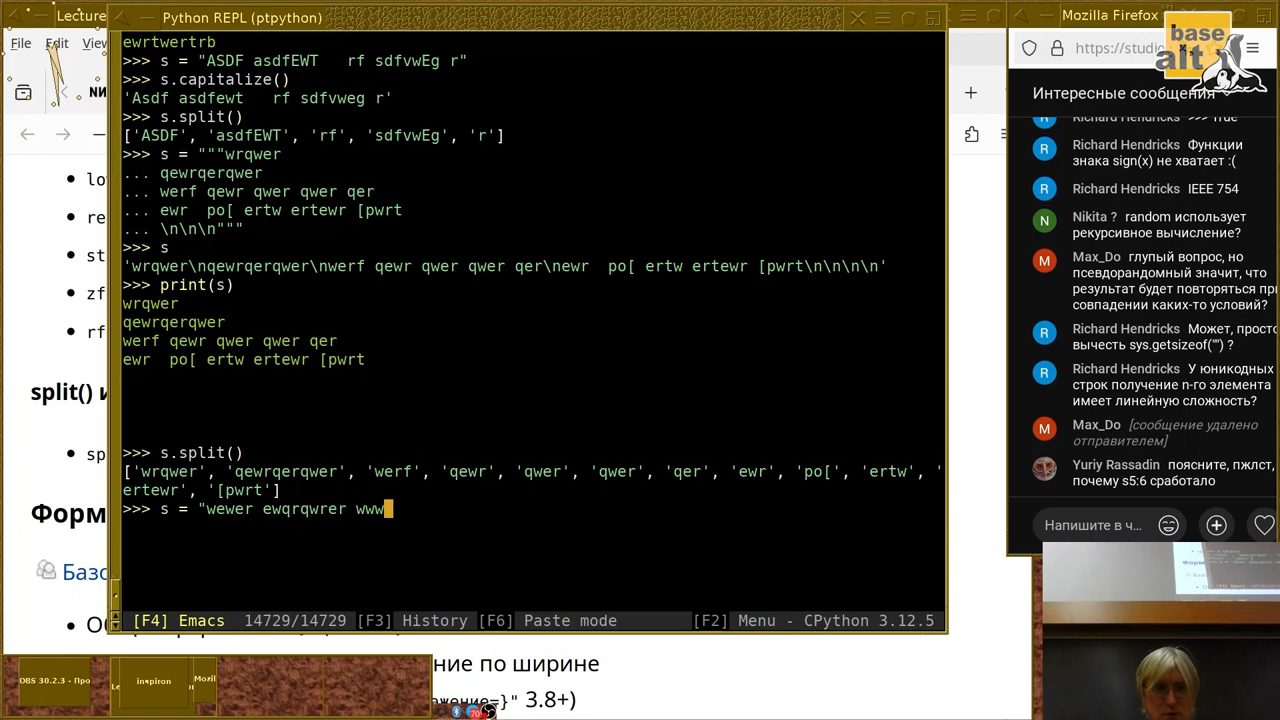 Lecture
Python REPL (ptpython)
Mozilla Firefox
File Edit View
ewrtwertrb
>>> s = "ASDF asdfEWT   rf sdfvwEg r"
>>> s.capitalize()
'Asdf asdfewt   rf sdfvweg r'
>>> s.split()
['ASDF', 'asdfEWT', 'rf', 'sdfvwEg', 'r']
>>> s = """wrqwer
... qewrqerqwer
... werf qewr qwer qwer qer
... ewr  po[ ertw ertewr [pwrt
... \n\n\n"""
>>> s
'wrqwer\nqewrqerqwer\nwerf qewr qwer qwer qer\newr  po[ ertw ertewr [pwrt\n\n\n\n'
>>> print(s)
wrqwer
qewrqerqwer
werf qewr qwer qwer qer
ewr  po[ ertw ertewr [pwrt
>>> s.split()
['wrqwer', 'qewrqerqwer', 'werf', 'qewr', 'qwer', 'qwer', 'qer', 'ewr', 'po[', 'ertw', '
ertewr', '[pwrt']
>>> s = "wewer ewqrqwrer www
[F4] Emacs 14729/14729 [F3] History [F6] Paste mode [F2] Menu - CPython 3.12.5
lo
re
st
zf
rf
split() и
sp
Форм
Базо
ние по ширине
жение=}" 3.8+)
OBS 30.2.3 - Про
inspiron
Mozil
70
base
alt
https://studio
Интересные сообщения
Richard Hendricks >>> True
Richard Hendricks Функции
знака sign(x) не хватает :(
Richard Hendricks IEEE 754
Nikita ? random использует
рекурсивное вычисление?
Max_Do глупый вопрос, но
псевдорандомный значит, что
результат будет повторяться при
совпадении каких-то условий?
Richard Hendricks Может, просто
вычесть sys.getsizeof("") ?
Richard Hendricks У юникодных
строк получение n-го элемента
имеет линейную сложность?
Max_Do [сообщение удалено
отправителем]
Yuriy Rassadin поясните, пжлст,
почему s5:6 сработало
Напишите в ч...